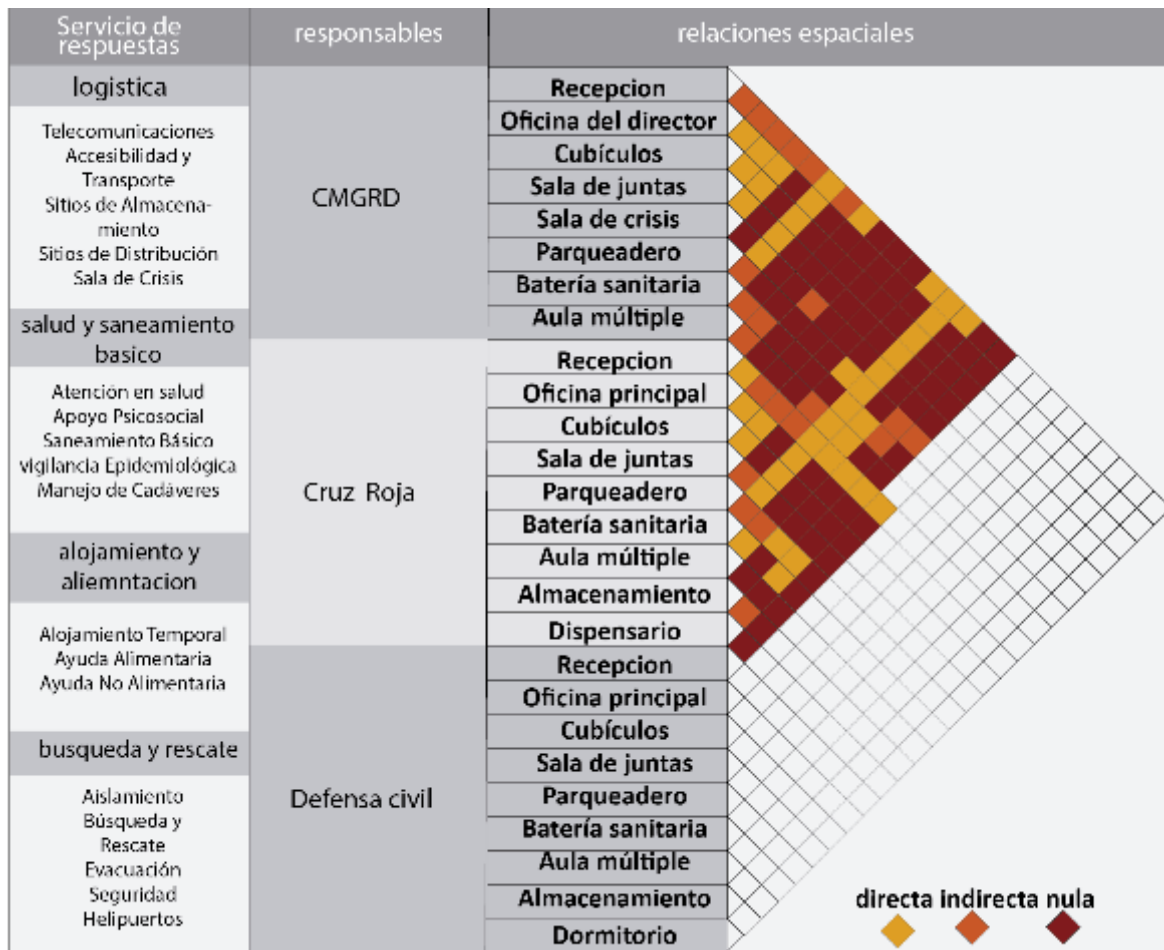 Servicio de
respuestas
responsables
relaciones espaciales
logistica
Telecomunicaciones
Accesibilidad y
Transporte
Sitios de Almacena-
miento
Sitios de Distribución
Sala de Crisis
salud y saneamiento
basico
Atención en salud
Apoyo Psicosocial
Saneamiento Básico
vigilancia Epidemiológica
Manejo de Cadáveres
alojamiento y
aliemntacion
Alojamiento Temporal
Ayuda Alimentaria
Ayuda No Alimentaria
busqueda y rescate
Aislamiento
Búsqueda y
Rescate
Evacuación
Seguridad
Helipuertos
CMGRD
Cruz Roja
Defensa civil
Recepcion
Oficina del director
Cubículos
Sala de juntas
Sala de crisis
Parqueadero
Batería sanitaria
Aula múltiple
Recepcion
Oficina principal
Cubículos
Sala de juntas
Parqueadero
Batería sanitaria
Aula múltiple
Almacenamiento
Dispensario
Recepcion
Oficina principal
Cubículos
Sala de juntas
Parqueadero
Batería sanitaria
Aula múltiple
Almacenamiento
Dormitorio
directa indirecta nula